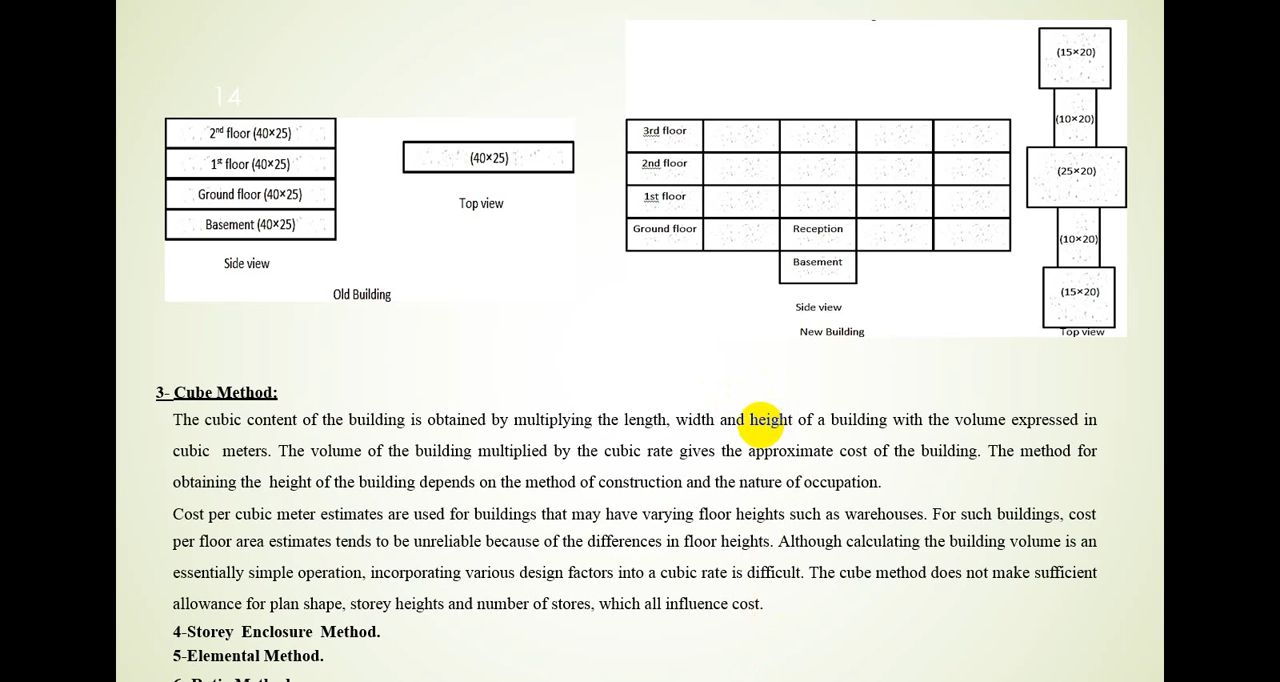 14
2nd floor (40×25)
1st floor (40×25)
Ground floor (40×25)
Basement (40×25)
Side view
(40×25)
Top view
Old Building
3rd floor
2nd floor
1st floor
Ground floor
Reception
Basement
Side view
New Building
(15×20)
(10×20)
(25×20)
(10×20)
(15×20)
Top view
3- Cube Method:
The cubic content of the building is obtained by multiplying the length, width and height of a building with the volume expressed in
cubic meters. The volume of the building multiplied by the cubic rate gives the approximate cost of the building. The method for
obtaining the height of the building depends on the method of construction and the nature of occupation.
Cost per cubic meter estimates are used for buildings that may have varying floor heights such as warehouses. For such buildings, cost
per floor area estimates tends to be unreliable because of the differences in floor heights. Although calculating the building volume is an
essentially simple operation, incorporating various design factors into a cubic rate is difficult. The cube method does not make sufficient
allowance for plan shape, storey heights and number of stores, which all influence cost.
4-Storey Enclosure Method.
5-Elemental Method.